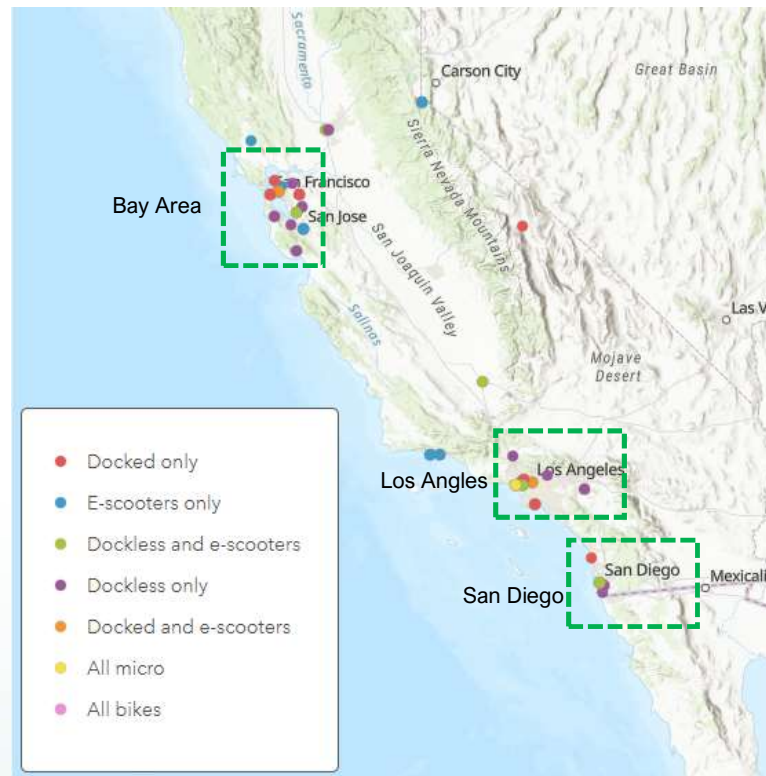 Sacramento
Carson City
Great Basin
Sierra Nevada Mountains
San Francisco
Bay Area
San Jose
San Joaquin Valley
Las V
Salinas
Mojave
Desert
Docked only
E-scooters only
Dockless and e-scooters
Dockless only
Docked and e-scooters
All micro
All bikes
Los Angeles
Los Angles
San Diego
Mexicali
San Diego